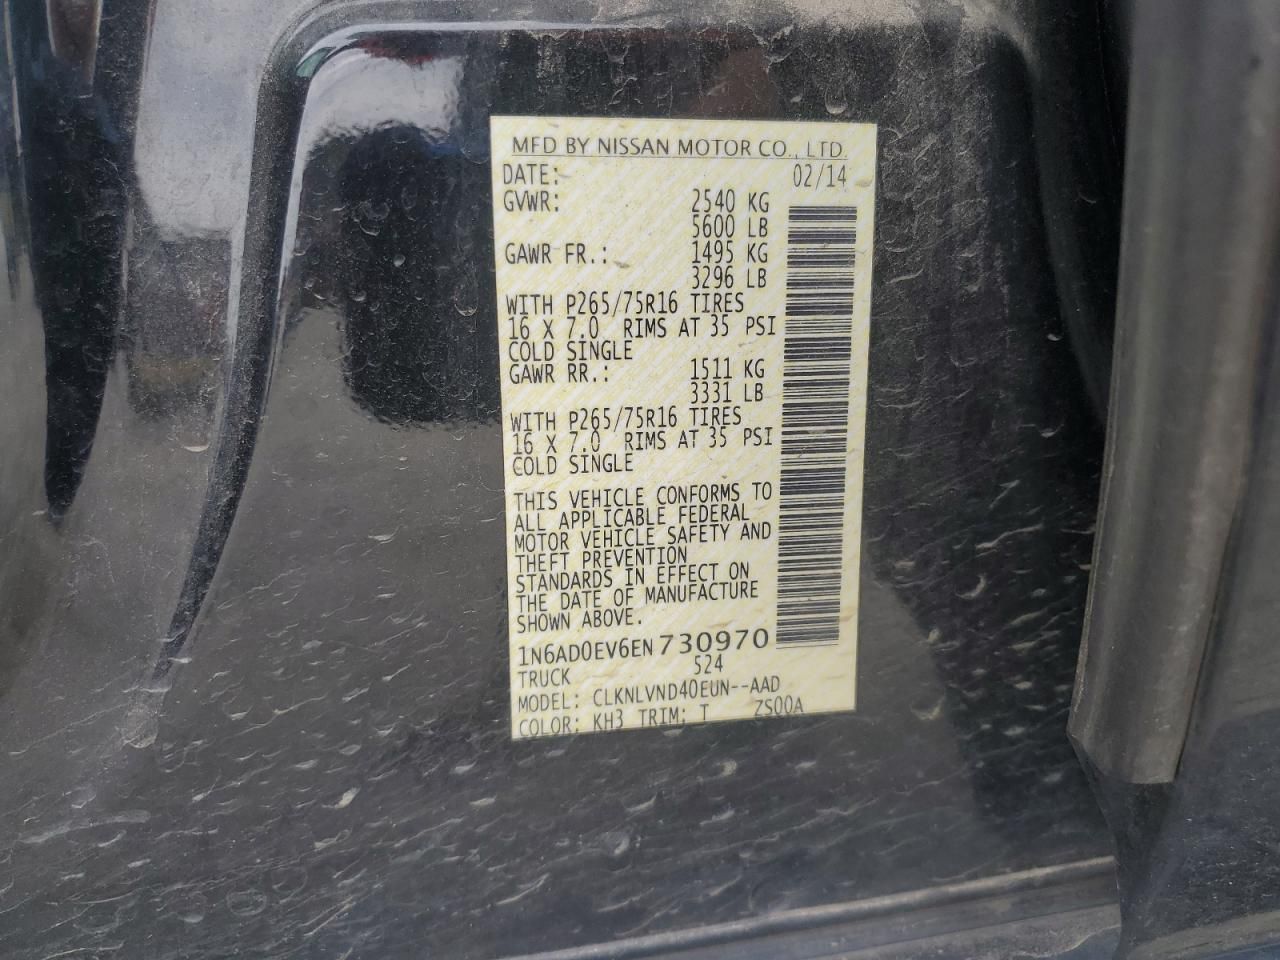 MFD BY NISSAN MOTOR CO., LTD.
DATE: 02/14
GVWR: 2540 KG
5600 LB
GAWR FR.: 1495 KG
3296 LB
WITH P265/75R16 TIRES
16 X 7.0 RIMS AT 35 PSI
COLD SINGLE
GAWR RR.: 1511 KG
3331 LB
WITH P265/75R16 TIRES
16 X 7.0 RIMS AT 35 PSI
COLD SINGLE
THIS VEHICLE CONFORMS TO
ALL APPLICABLE FEDERAL
MOTOR VEHICLE SAFETY AND
THEFT PREVENTION
STANDARDS IN EFFECT ON
THE DATE OF MANUFACTURE
SHOWN ABOVE.
1N6AD0EV6EN730970
TRUCK 524
MODEL: CLKNLVND40EUN--AAD
COLOR: KH3 TRIM: T ZS00A